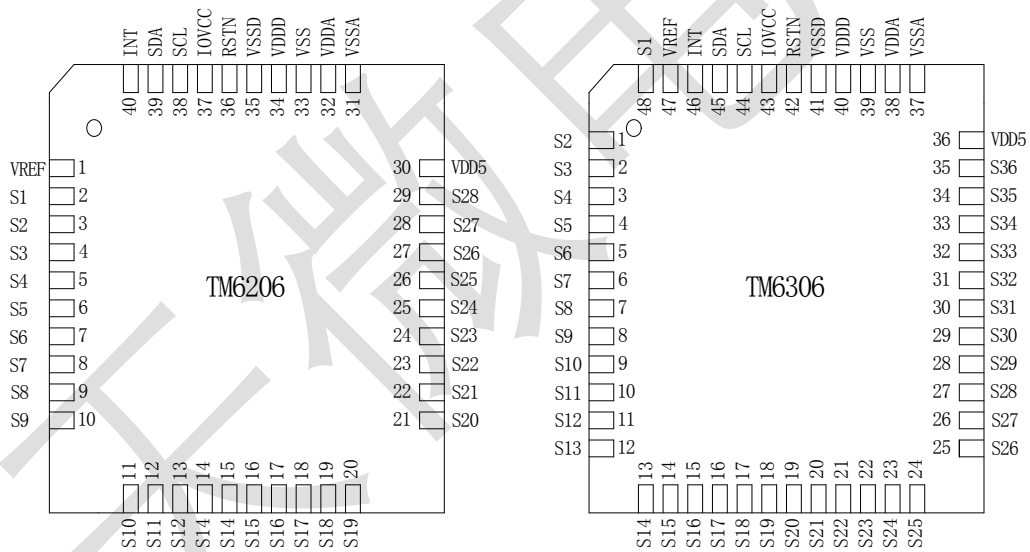 INT SDA SCL IOVCC RSTN VSSD VDDD VSS VDDA VSSA
40 39 38 37 36 35 34 33 32 31
VREF 1
S1 2
S2 3
S3 4
S4 5
S5 6
S6 7
S7 8
S8 9
S9 10
TM6206
30 VDD5
29 S28
28 S27
27 S26
26 S25
25 S24
24 S23
23 S22
22 S21
21 S20
11 12 13 14 15 16 17 18 19 20
S10 S11 S12 S14 S14 S15 S16 S17 S18 S19
S1 VREF INT SDA SCL IOVCC RSTN VSSD VDDD VSS VDDA VSSA
48 47 46 45 44 43 42 41 40 39 38 37
S2 1
S3 2
S4 3
S5 4
S6 5
S7 6
S8 7
S9 8
S10 9
S11 10
S12 11
S13 12
TM6306
36 VDD5
35 S36
34 S35
33 S34
32 S33
31 S32
30 S31
29 S30
28 S29
27 S28
26 S27
25 S26
13 14 15 16 17 18 19 20 21 22 23 24
S14 S15 S16 S17 S18 S19 S20 S21 S22 S23 S24 S25